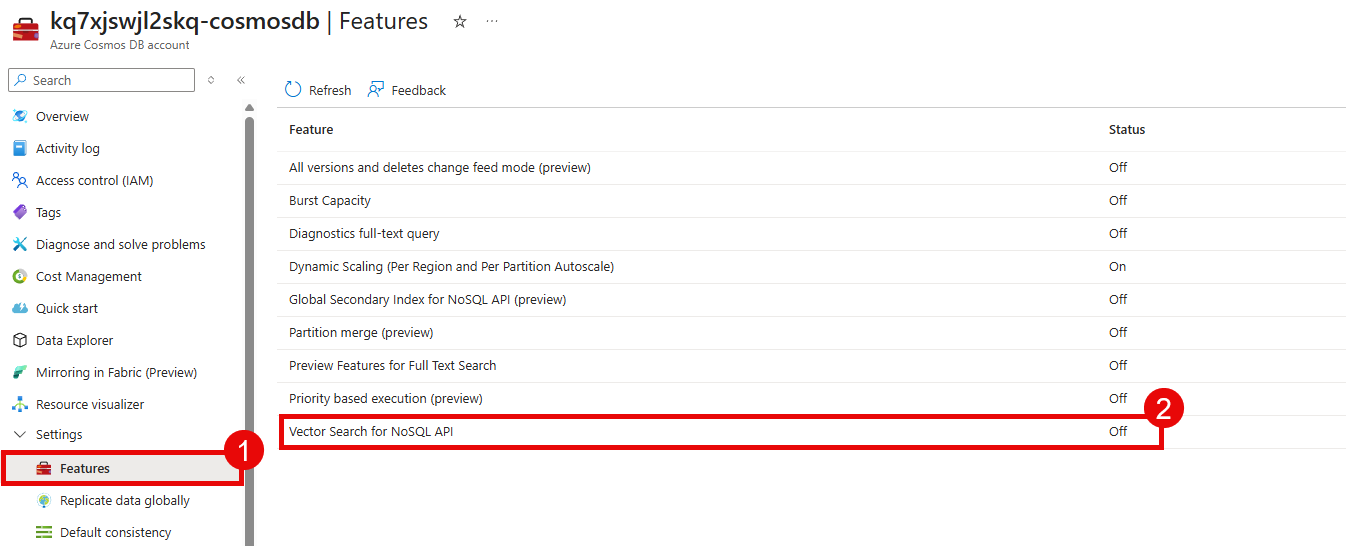 kq7xjswjl2skq-cosmosdb | Features
Azure Cosmos DB account
Search
Refresh Feedback
Overview
Activity log
Access control (IAM)
Tags
Diagnose and solve problems
Cost Management
Quick start
Data Explorer
Mirroring in Fabric (Preview)
Resource visualizer
Settings
1
Features
Replicate data globally
Default consistency
Feature Status
All versions and deletes change feed mode (preview) Off
Burst Capacity Off
Diagnostics full-text query Off
Dynamic Scaling (Per Region and Per Partition Autoscale) On
Global Secondary Index for NoSQL API (preview) Off
Partition merge (preview) Off
Preview Features for Full Text Search Off
Priority based execution (preview) Off
2
Vector Search for NoSQL API Off